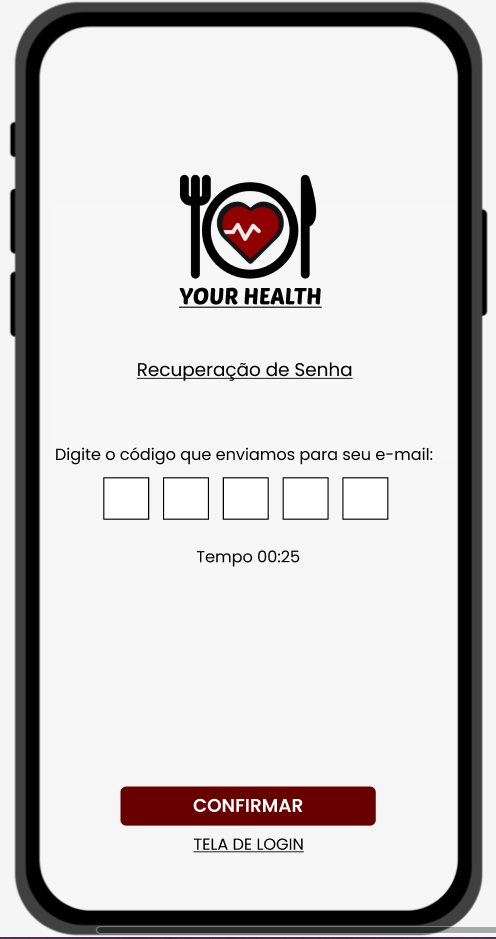 YOUR HEALTH
Recuperação de Senha
Digite o código que enviamos para seu e-mail:
Tempo 00:25
CONFIRMAR
TELA DE LOGIN